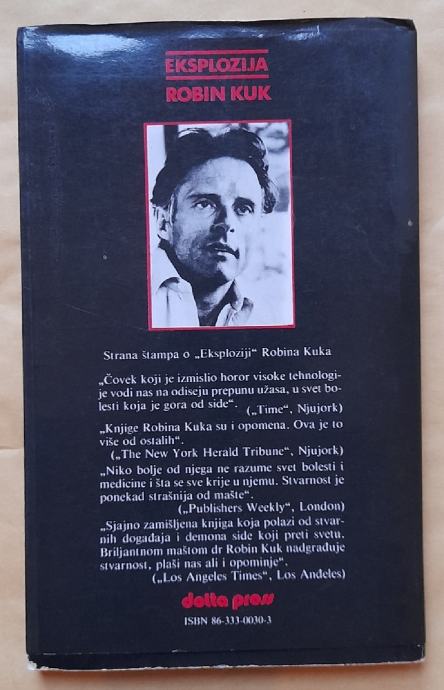 EKSPLOZIJA
ROBIN KUK
Strana štampa o „Eksploziji“ Robina Kuka
„Čovek koji je izmislio horor visoke tehnologi-
je vodi nas na odiseju prepunu užasa, u svet bo-
lesti koja je gora od side“.
(„Time“, Njujork)
„Knjige Robina Kuka su i opomena. Ova je to
više od ostalih“.
(„The New York Herald Tribune“, Njujork)
„Niko bolje od njega ne razume svet bolesti i
medicine i šta se sve krije u njemu. Stvarnost je
ponekad strašnija od mašte“.
(„Publishers Weekly“, London)
„Sjajno zamišljena knjiga koja polazi od stvar-
nih događaja i demona side koji preti svetu.
Briljantnom maštom dr Robin Kuk nadgrađuje
stvarnost, plaši nas ali i opominje“.
(„Los Angeles Times“, Los Anđeles)
delta press
ISBN 86-333-0030-3